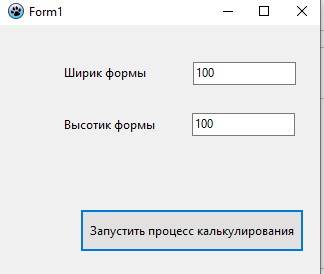 Form1
Ширик формы 100
Высотик формы 100
Запустить процесс калькулирования